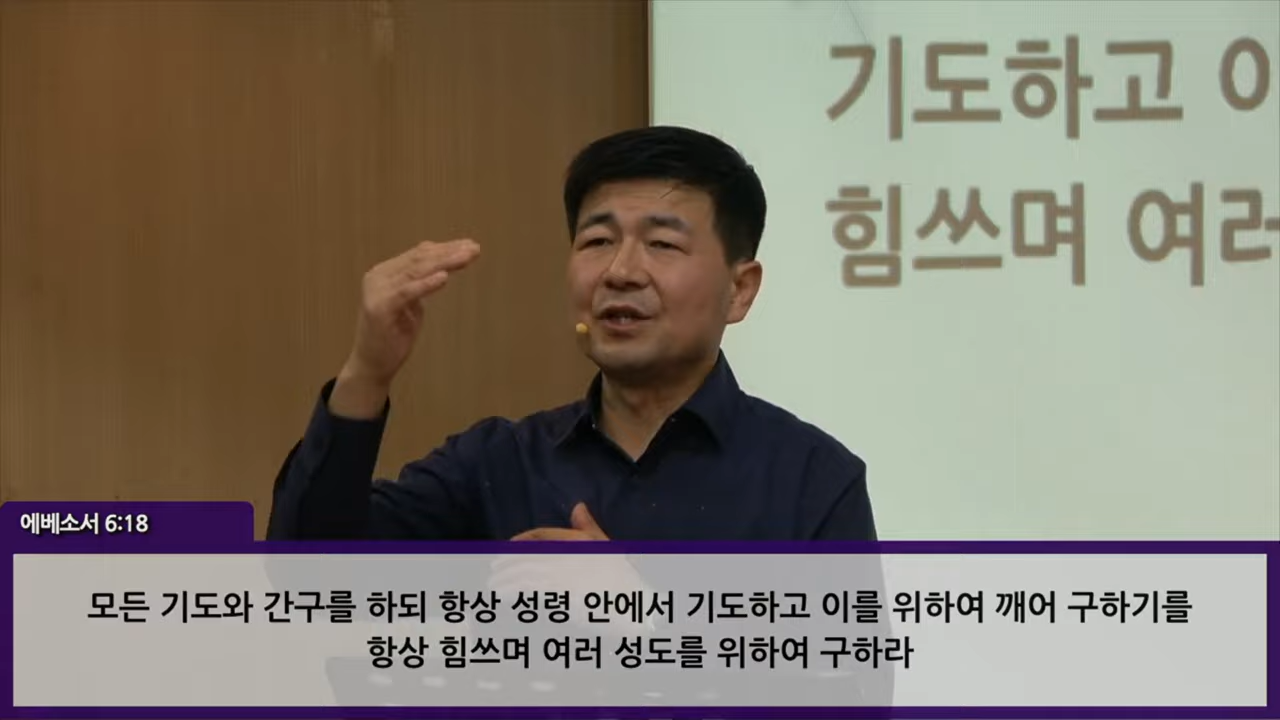 기도하고 이
힘쓰며 여러
에베소서 6:18
모든 기도와 간구를 하되 항상 성령 안에서 기도하고 이를 위하여 깨어 구하기를
항상 힘쓰며 여러 성도를 위하여 구하라